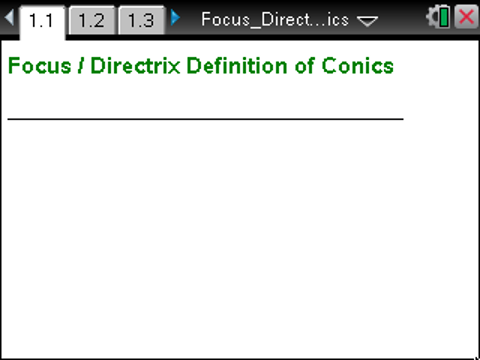 1.1 1.2 1.3 Focus_Direct...ics
Focus / Directrix Definition of Conics